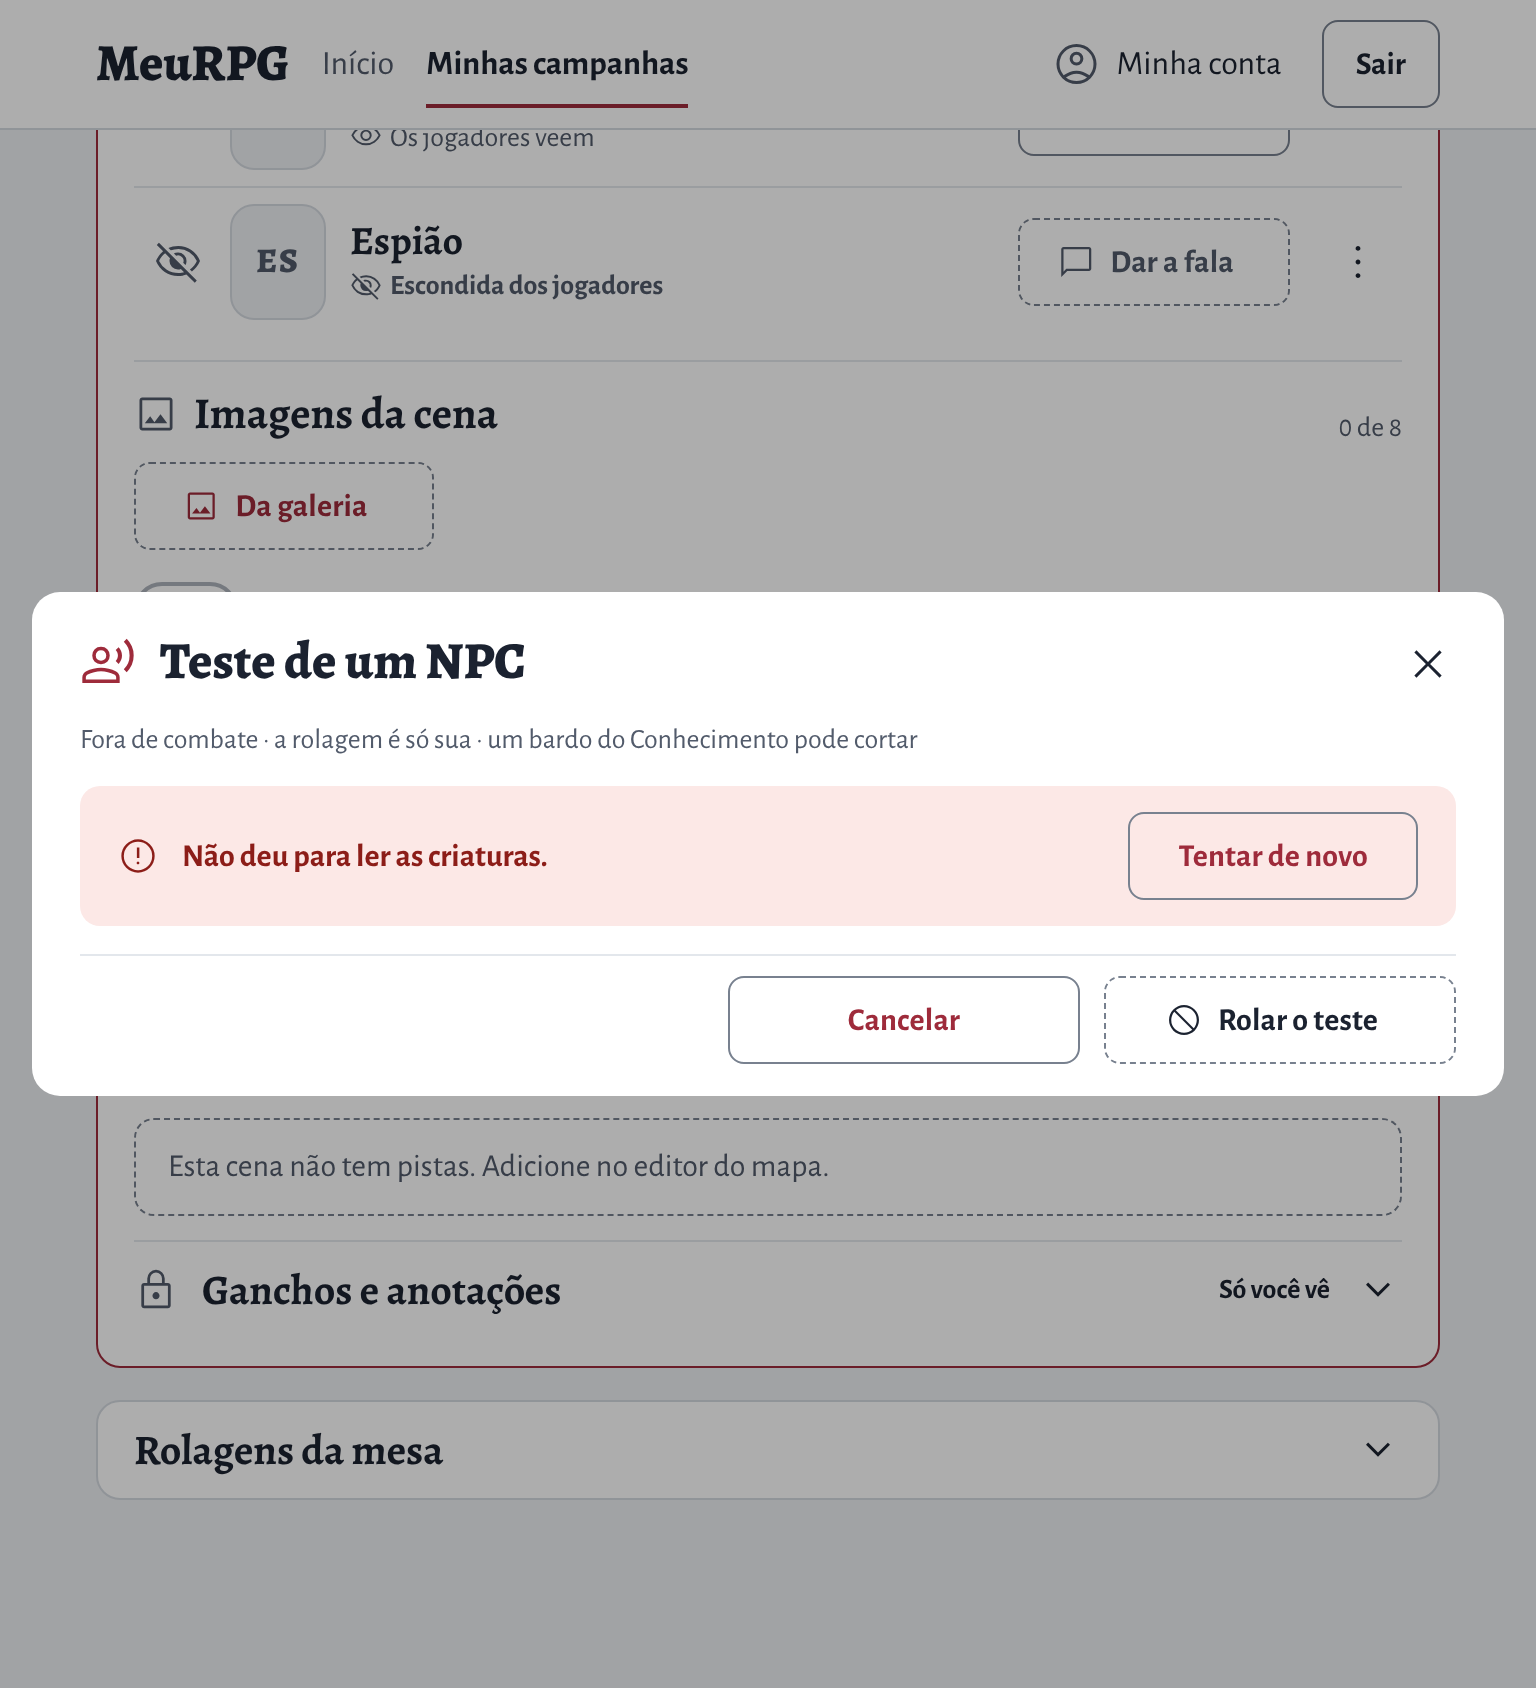 MeuRPG Início Minhas campanhas Minha conta Sair
Os jogadores veem
ES Espião Dar a fala
Escondida dos jogadores
Imagens da cena 0 de 8
Da galeria
Teste de um NPC
Fora de combate · a rolagem é só sua · um bardo do Conhecimento pode cortar
Não deu para ler as criaturas. Tentar de novo
Cancelar Rolar o teste
Esta cena não tem pistas. Adicione no editor do mapa.
Ganchos e anotações Só você vê
Rolagens da mesa